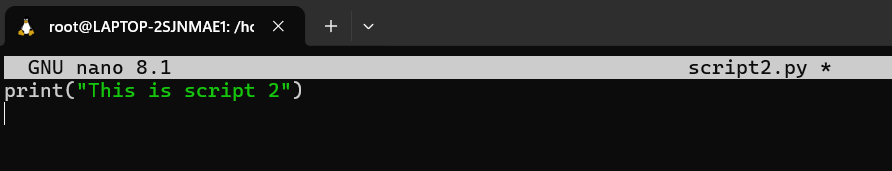 root@LAPTOP-2SJNMAE1: /hc
GNU nano 8.1 script2.py *
print("This is script 2")